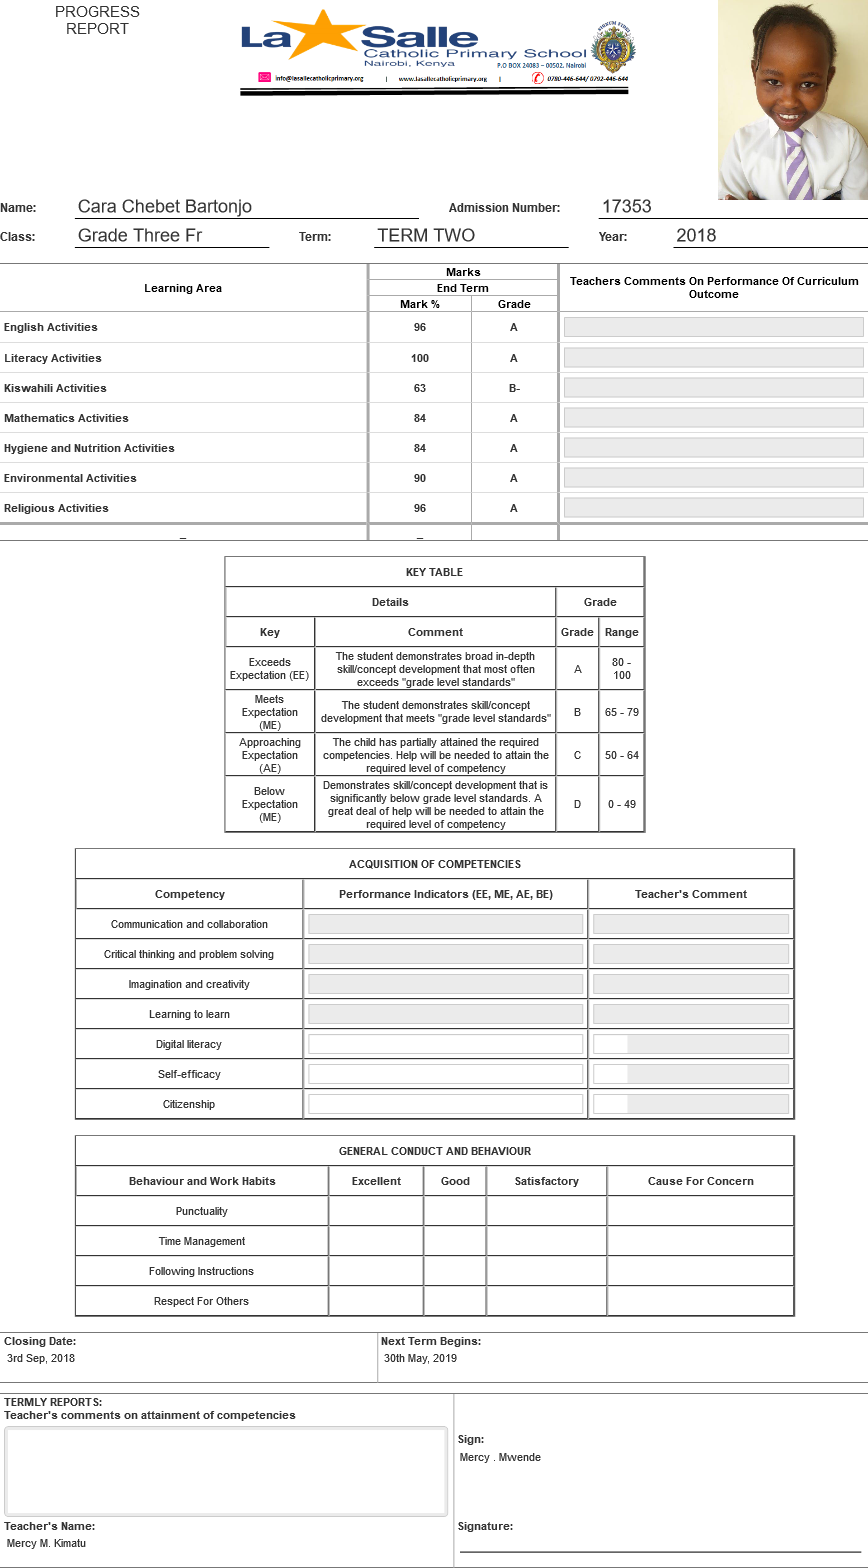 PROGRESS
REPORT
La Salle
Catholic Primary School
Nairobi, Kenya
P.O BOX 24083 – 00502, Nairobi
info@lasallecatholicprimary.org | www.lasallecatholicprimary.org | 0780-446-644/ 0792-446-644
Name: Cara Chebet Bartonjo Admission Number: 17353
Class: Grade Three Fr Term: TERM TWO Year: 2018
Learning Area
Marks
End Term
Mark % Grade
Teachers Comments On Performance Of Curriculum
Outcome
English Activities 96 A
Literacy Activities 100 A
Kiswahili Activities 63 B-
Mathematics Activities 84 A
Hygiene and Nutrition Activities 84 A
Environmental Activities 90 A
Religious Activities 96 A
_ _
KEY TABLE
Details Grade
Key Comment Grade Range
Exceeds
Expectation (EE)
The student demonstrates broad in-depth
skill/concept development that most often
exceeds "grade level standards"
A
80 -
100
Meets
Expectation
(ME)
The student demonstrates skill/concept
development that meets "grade level standards"
B
65 - 79
Approaching
Expectation
(AE)
The child has partially attained the required
competencies. Help will be needed to attain the
required level of competency
C
50 - 64
Below
Expectation
(ME)
Demonstrates skill/concept development that is
significantly below grade level standards. A
great deal of help will be needed to attain the
required level of competency
D
0 - 49
ACQUISITION OF COMPETENCIES
Competency Performance Indicators (EE, ME, AE, BE) Teacher's Comment
Communication and collaboration
Critical thinking and problem solving
Imagination and creativity
Learning to learn
Digital literacy
Self-efficacy
Citizenship
GENERAL CONDUCT AND BEHAVIOUR
Behaviour and Work Habits Excellent Good Satisfactory Cause For Concern
Punctuality
Time Management
Following Instructions
Respect For Others
Closing Date: Next Term Begins:
3rd Sep, 2018 30th May, 2019
TERMLY REPORTS:
Teacher's comments on attainment of competencies
Sign:
Mercy . Mwende
Teacher's Name: Signature:
Mercy M. Kimatu